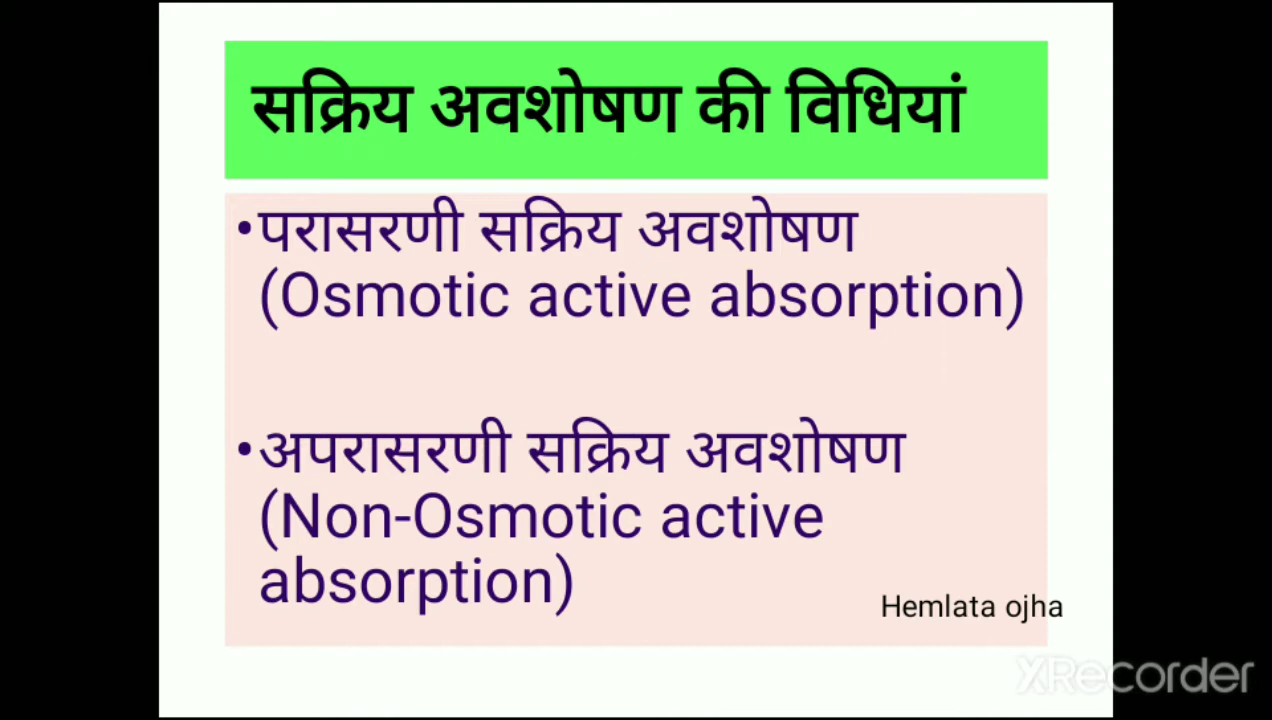 सक्रिय अवशोषण की विधियां
•परासरणी सक्रिय अवशोषण
(Osmotic active absorption)
•अपरासरणी सक्रिय अवशोषण
(Non-Osmotic active
absorption)
Hemlata ojha
XRecorder